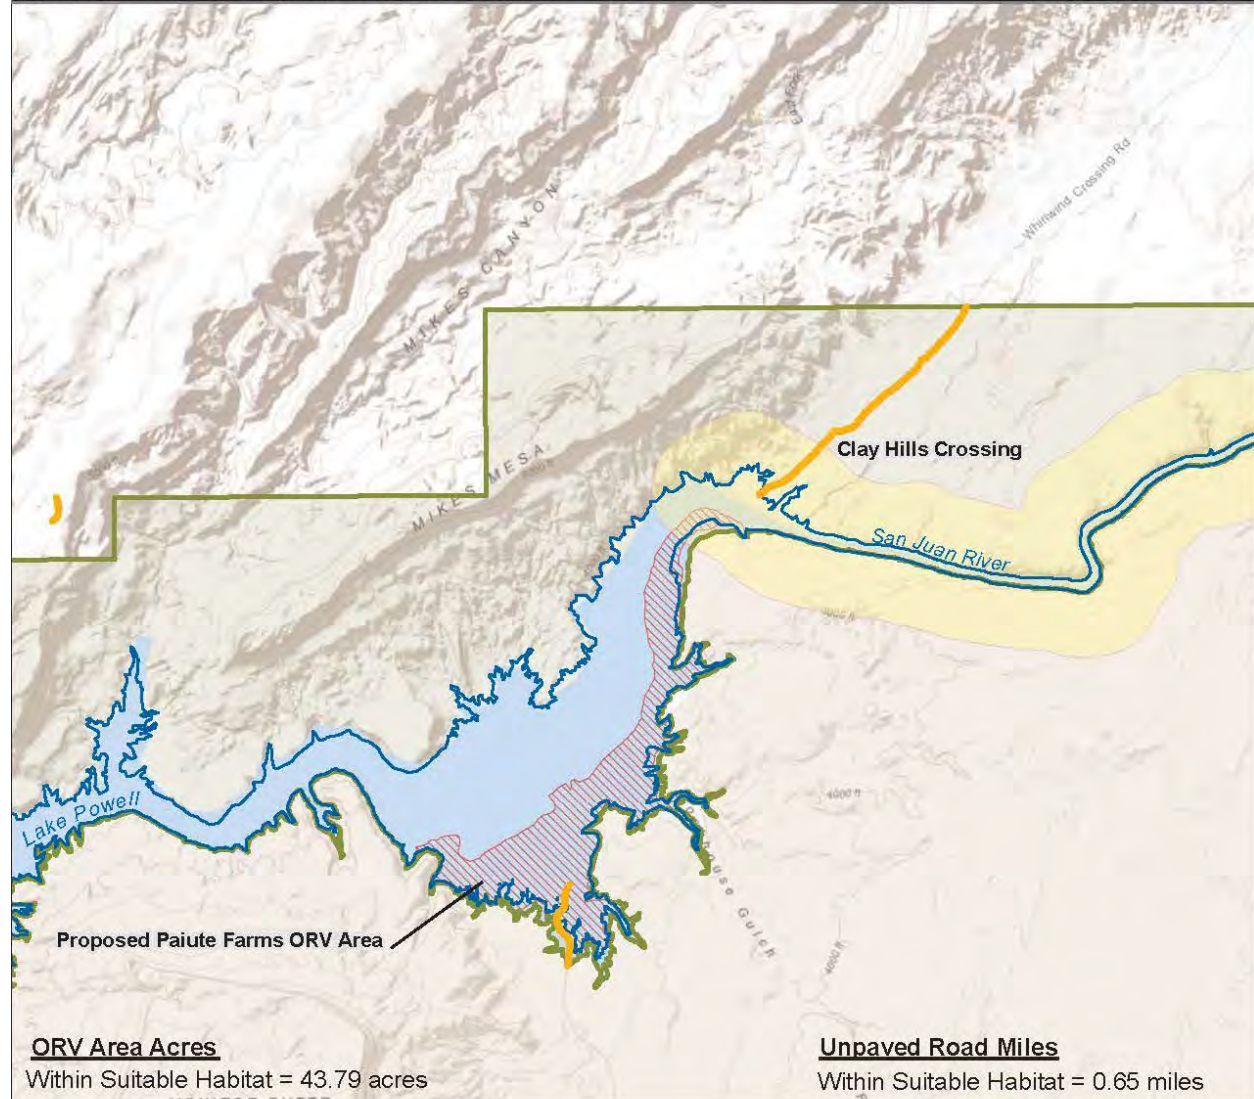 Whirlwind Crossing Rd
MIKES CANYON
Clay Hills Crossing
MIKES MESA
San Juan River
4000 ft
Lake Powell
house Gulch
Proposed Paiute Farms ORV Area
4000 ft
ORV Area Acres
Within Suitable Habitat = 43.79 acres
Unpaved Road Miles
Within Suitable Habitat = 0.65 miles